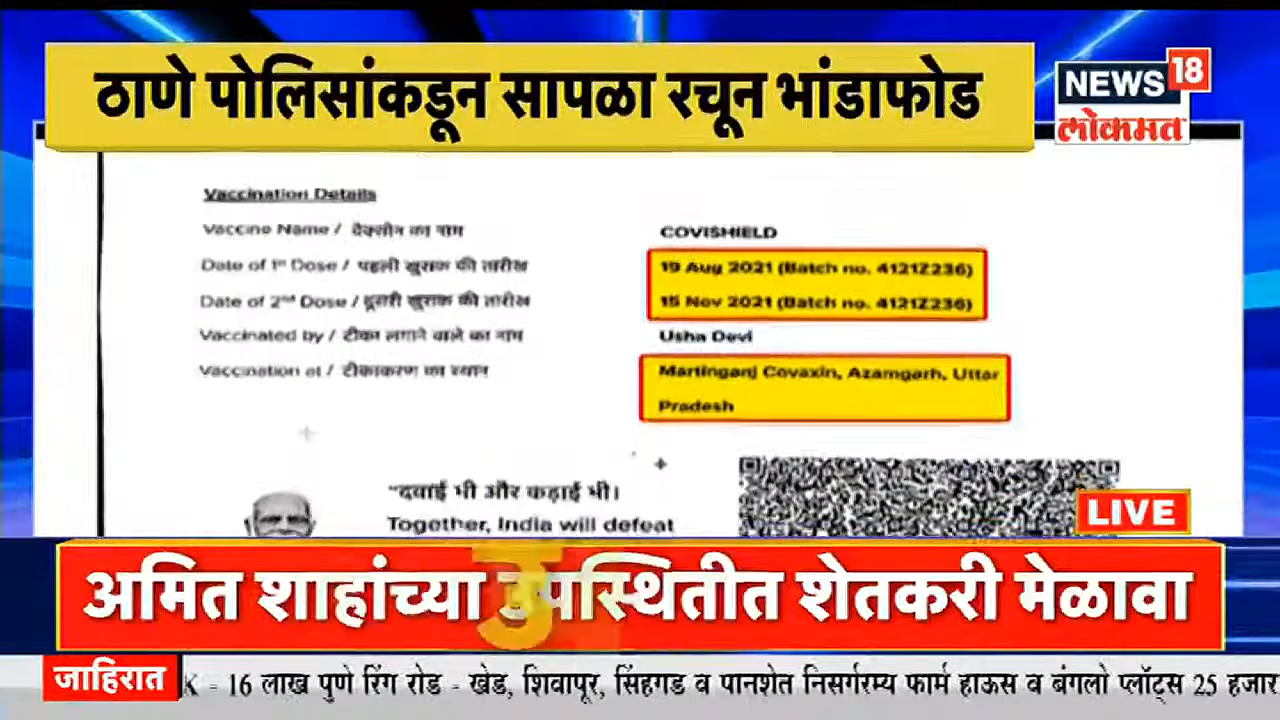 ठाणे पोलिसांकडून सापळा रचून भांडाफोड
NEWS 18
लोकमत
Vaccination Details
Vaccine Name / वैक्सीन का नाम COVISHIELD
Date of 1st Dose / पहली खुराक की तारीख 19 Aug 2021 (Batch no. 4121Z236)
Date of 2nd Dose / दूसरी खुराक की तारीख 15 Nov 2021 (Batch no. 4121Z236)
Vaccinated by / टीका लगाने वाले का नाम Usha Devi
Vaccination at / टीकाकरण का स्थान Martinganj Covaxin, Azamgarh, Uttar
Pradesh
"दवाई भी और कड़ाई भी।
Together, India will defeat
LIVE
अमित शाहांच्या उपस्थितीत शेतकरी मेळावा
जाहिरात
K - 16 लाख पुणे रिंग रोड - खेड, शिवापूर, सिंहगड व पानशेत निसर्गरम्य फार्म हाऊस व बंगलो प्लॉट्स 25 हजार